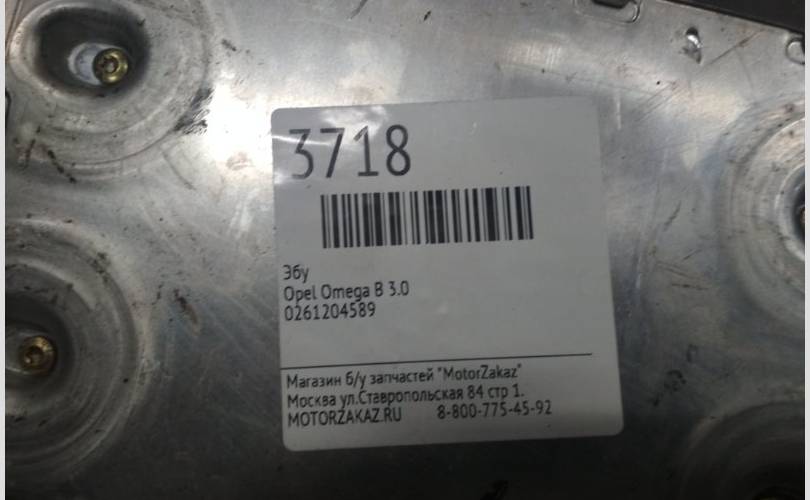 3718
Эбу
Opel Omega B 3.0
0261204589
Магазин б/у запчастей "MotorZakaz"
Москва ул.Ставропольская 84 стр 1.
MOTORZAKAZ.RU 8-800-775-45-92